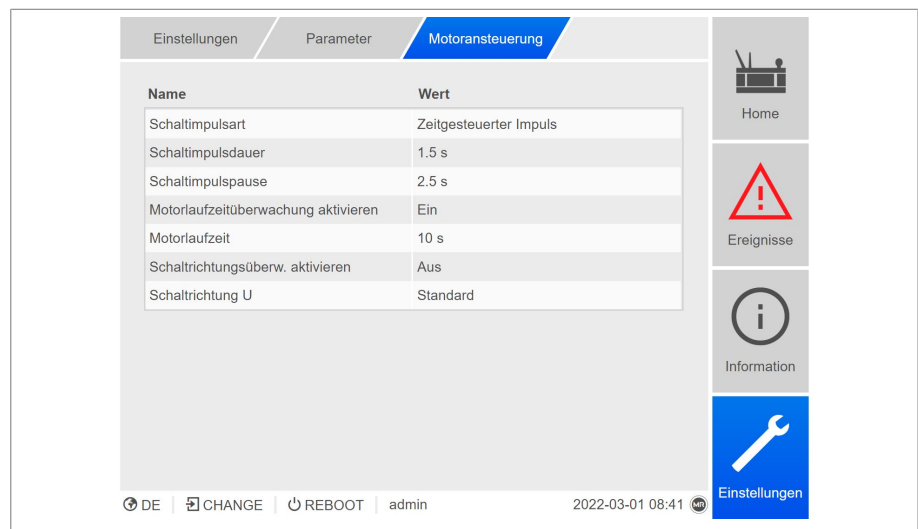 Einstellungen Parameter Motoransteuerung
Name Wert
Schaltimpulsart Zeitgesteuerter Impuls
Schaltimpulsdauer 1.5 s
Schaltimpulspause 2.5 s
Motorlaufzeitüberwachung aktivieren Ein
Motorlaufzeit 10 s
Schaltrichtungsüberw. aktivieren Aus
Schaltrichtung U Standard
Home
Ereignisse
Information
Einstellungen
DE CHANGE REBOOT admin 2022-03-01 08:41 MR